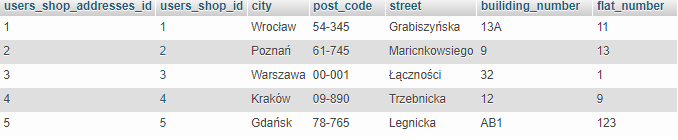 users_shop_addresses_id users_shop_id city post_code street builiding_number flat_number
1 1 Wrocław 54-345 Grabiszyńska 13A 11
2 2 Poznań 61-745 Maricnkowsiego 9 13
3 3 Warszawa 00-001 Łączności 32 1
4 4 Kraków 09-890 Trzebnicka 12 9
5 5 Gdańsk 78-765 Legnicka AB1 123